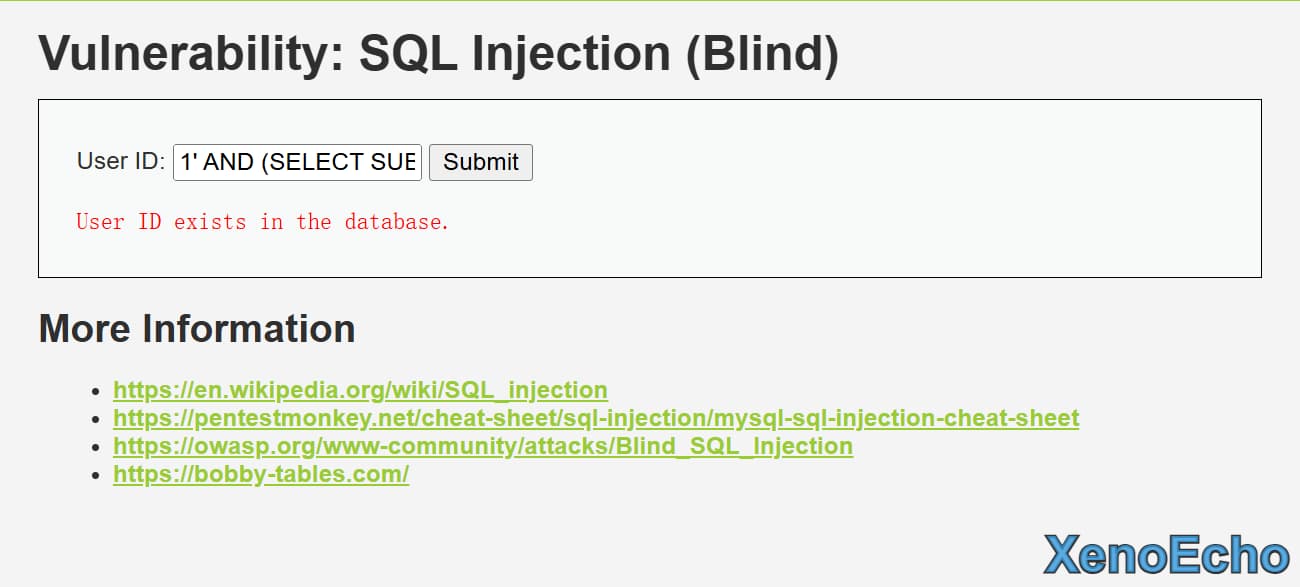 Vulnerability: SQL Injection (Blind)
User ID: 1' AND (SELECT SUB Submit
User ID exists in the database.
More Information
https://en.wikipedia.org/wiki/SQL_injection
https://pentestmonkey.net/cheat-sheet/sql-injection/mysql-sql-injection-cheat-sheet
https://owasp.org/www-community/attacks/Blind_SQL_Injection
https://bobby-tables.com/
XenoEcho